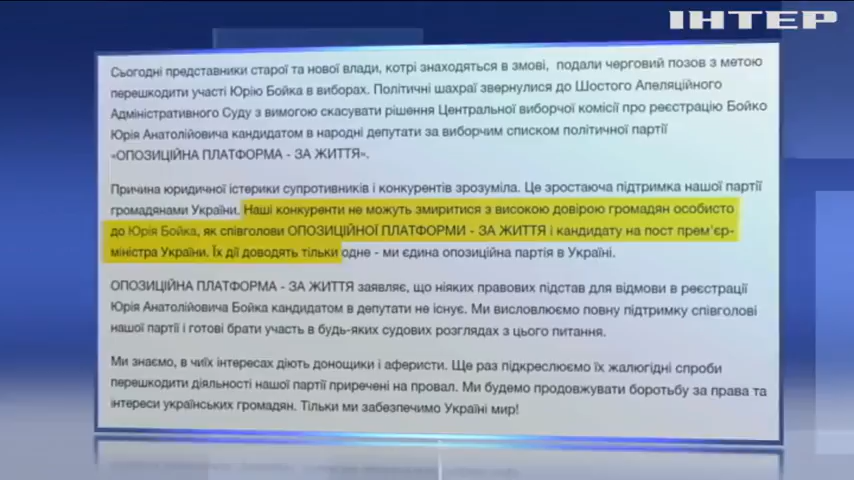 ІНТЕР
Сьогодні представники старої та нової влади, котрі знаходяться в змові, подали черговий позов з метою
перешкодити участі Юрію Бойка в виборах. Політичні шахраї звернулися до Шостого Апеляційного
Адміністративного Суду з вимогою скасувати рішення Центральної виборчої комісії про реєстрацію Бойко
Юрія Анатолійовича кандидатом в народні депутати за виборчим списком політичної партії
«ОПОЗИЦІЙНА ПЛАТФОРМА - ЗА ЖИТТЯ».
Причина юридичної істерики супротивників і конкурентів зрозуміла. Це зростаюча підтримка нашої партії
громадянами України. Наші конкуренти не можуть змиритися з високою довірою громадян особисто
до Юрія Бойка, як співголови ОПОЗИЦІЙНОЇ ПЛАТФОРМИ - ЗА ЖИТТЯ і кандидату на пост прем'єр-
міністра України. Їх дії доводять тільки одне - ми єдина опозиційна партія в Україні.
ОПОЗИЦІЙНА ПЛАТФОРМА - ЗА ЖИТТЯ заявляє, що ніяких правових підстав для відмови в реєстрації
Юрія Анатолійовича Бойка кандидатом в депутати не існує. Ми висловлюємо повну підтримку співголові
нашої партії і готові брати участь в будь-яких судових розглядах з цього питання.
Ми знаємо, в чиїх інтересах діють донощики і аферисти. Ще раз підкреслюємо їх жалюгідні спроби
перешкодити діяльності нашої партії приречені на провал. Ми будемо продовжувати боротьбу за права та
інтереси українських громадян. Тільки ми забезпечимо Україні мир!